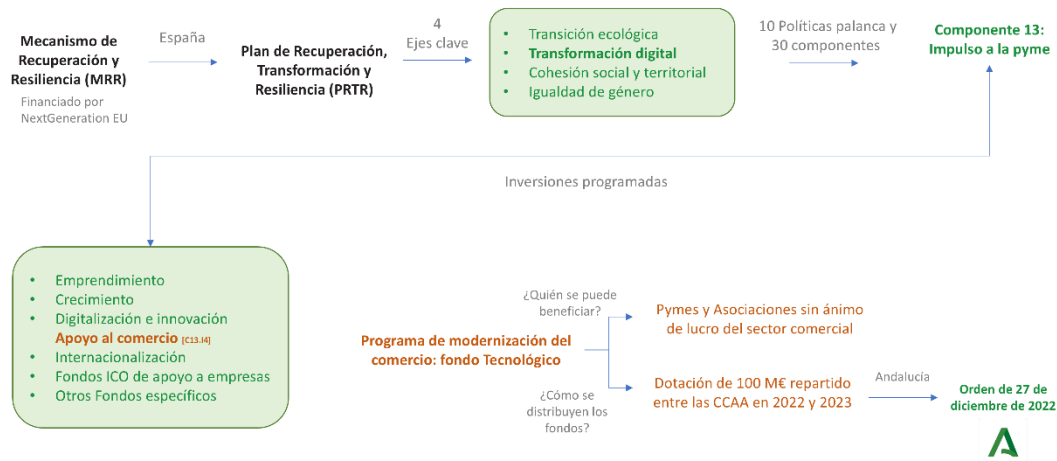 Mecanismo de
Recuperación y
Resiliencia (MRR)
Financiado por
NextGeneration EU
España
Plan de Recuperación,
Transformación y
Resiliencia (PRTR)
4
Ejes clave
• Transición ecológica
• Transformación digital
• Cohesión social y territorial
• Igualdad de género
10 Políticas palanca y
30 componentes
Componente 13:
Impulso a la pyme
Inversiones programadas
• Emprendimiento
• Crecimiento
• Digitalización e innovación
Apoyo al comercio [C13.I4]
• Internacionalización
• Fondos ICO de apoyo a empresas
• Otros Fondos específicos
Programa de modernización del
comercio: fondo Tecnológico
¿Quién se puede
beneficiar?
Pymes y Asociaciones sin ánimo
de lucro del sector comercial
¿Cómo se
distribuyen los
fondos?
Dotación de 100 M€ repartido
entre las CCAA en 2022 y 2023
Andalucía
Orden de 27 de
diciembre de 2022